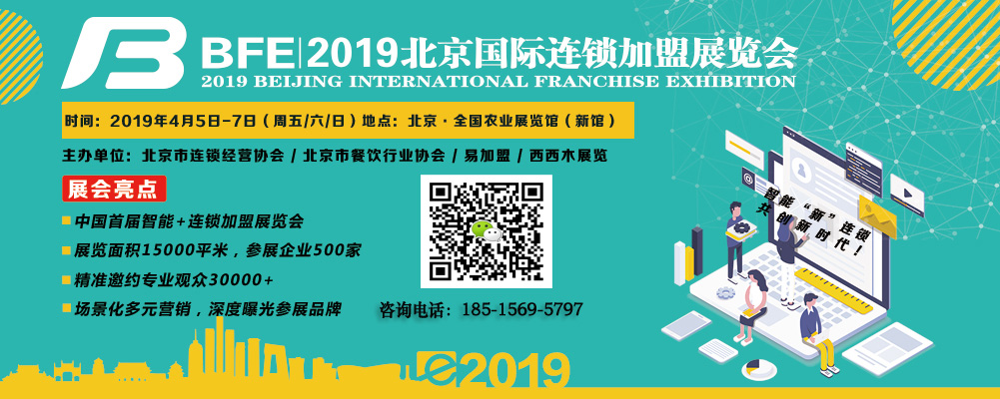 BFE|2019北京国际连锁加盟展览会
2019 BEIJING INTERNATIONAL FRANCHISE EXHIBITION
时间：2019年4月5日-7日（周五/六/日）地点：北京·全国农业展览馆（新馆）
主办单位：北京市连锁经营协会 / 北京市餐饮行业协会 / 易加盟 / 西西木展览
展会亮点
中国首届智能+连锁加盟展览会
展览面积15000平米，参展企业500家
精准邀约专业观众30000+
场景化多元营销，深度曝光参展品牌
咨询电话：185-1569-5797
智能“新”连锁
共创新时代！
e2019